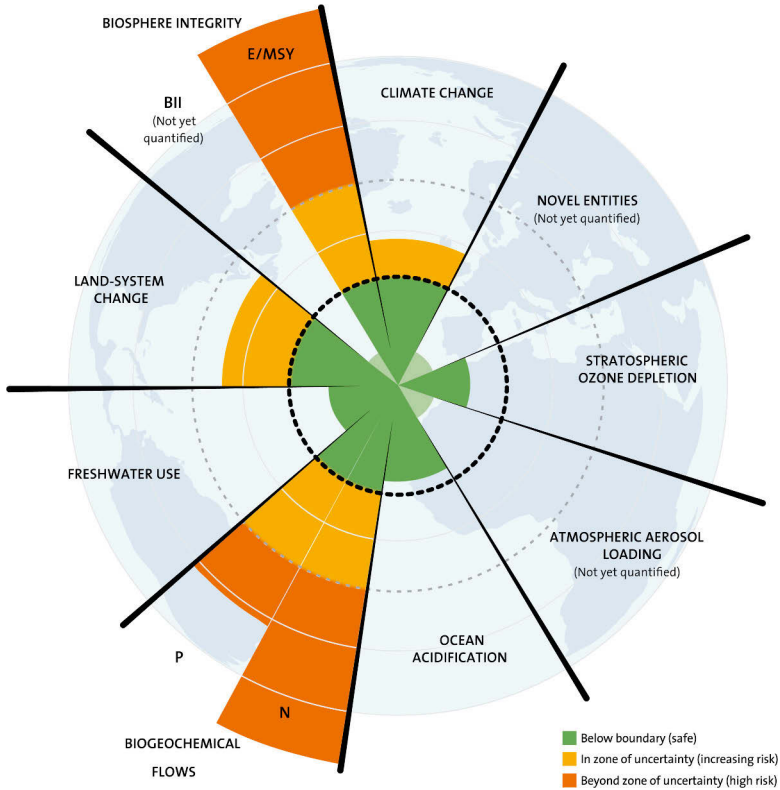 BIOSPHERE INTEGRITY
E/MSY
BII
(Not yet
quantified)
CLIMATE CHANGE
NOVEL ENTITIES
(Not yet quantified)
LAND-SYSTEM
CHANGE
STRATOSPHERIC
OZONE DEPLETION
FRESHWATER USE
ATMOSPHERIC AEROSOL
LOADING
(Not yet quantified)
OCEAN
ACIDIFICATION
P
N
BIOGEOCHEMICAL
FLOWS
Below boundary (safe)
In zone of uncertainty (increasing risk)
Beyond zone of uncertainty (high risk)